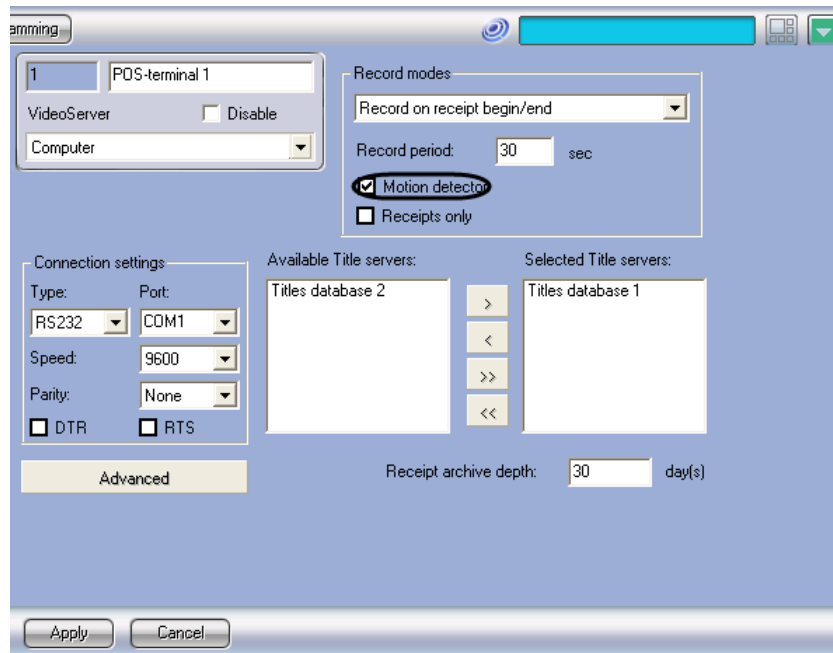 amming
1 POS-terminal 1
VideoServer Disable
Computer
Record modes
Record on receipt begin/end
Record period: 30 sec
Motion detector
Receipts only
Connection settings
Type: Port:
RS232 COM1
Speed: 9600
Parity: None
DTR RTS
Advanced
Available Title servers:
Titles database 2
>
<
>>
<<
Selected Title servers:
Titles database 1
Receipt archive depth: 30 day(s)
Apply Cancel